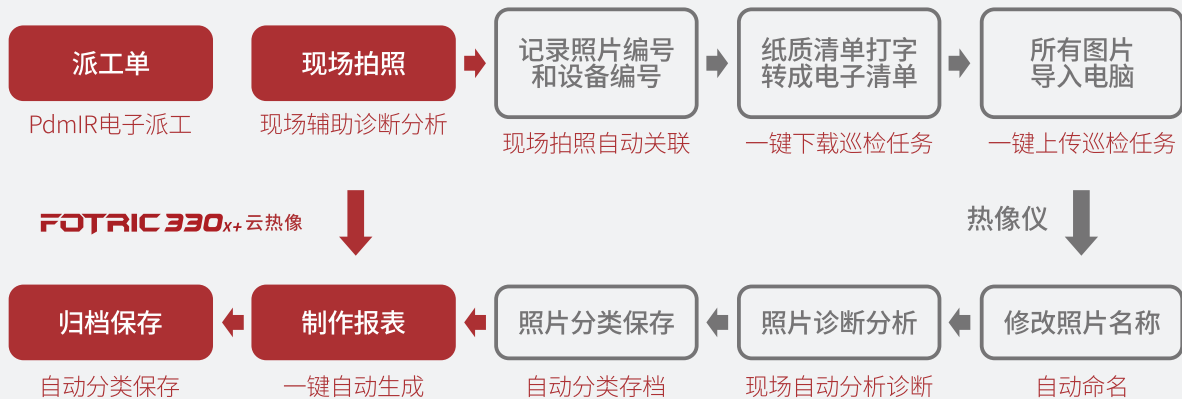 派工单
现场拍照
记录照片编号
和设备编号
纸质清单打字
转成电子清单
所有图片
导入电脑
PdmIR电子派工
现场辅助诊断分析
现场拍照自动关联
一键下载巡检任务
一键上传巡检任务
FOTRIC 330x+云热像
热像仪
归档保存
制作报表
照片分类保存
照片诊断分析
修改照片名称
自动分类保存
一键自动生成
自动分类存档
现场自动分析诊断
自动命名